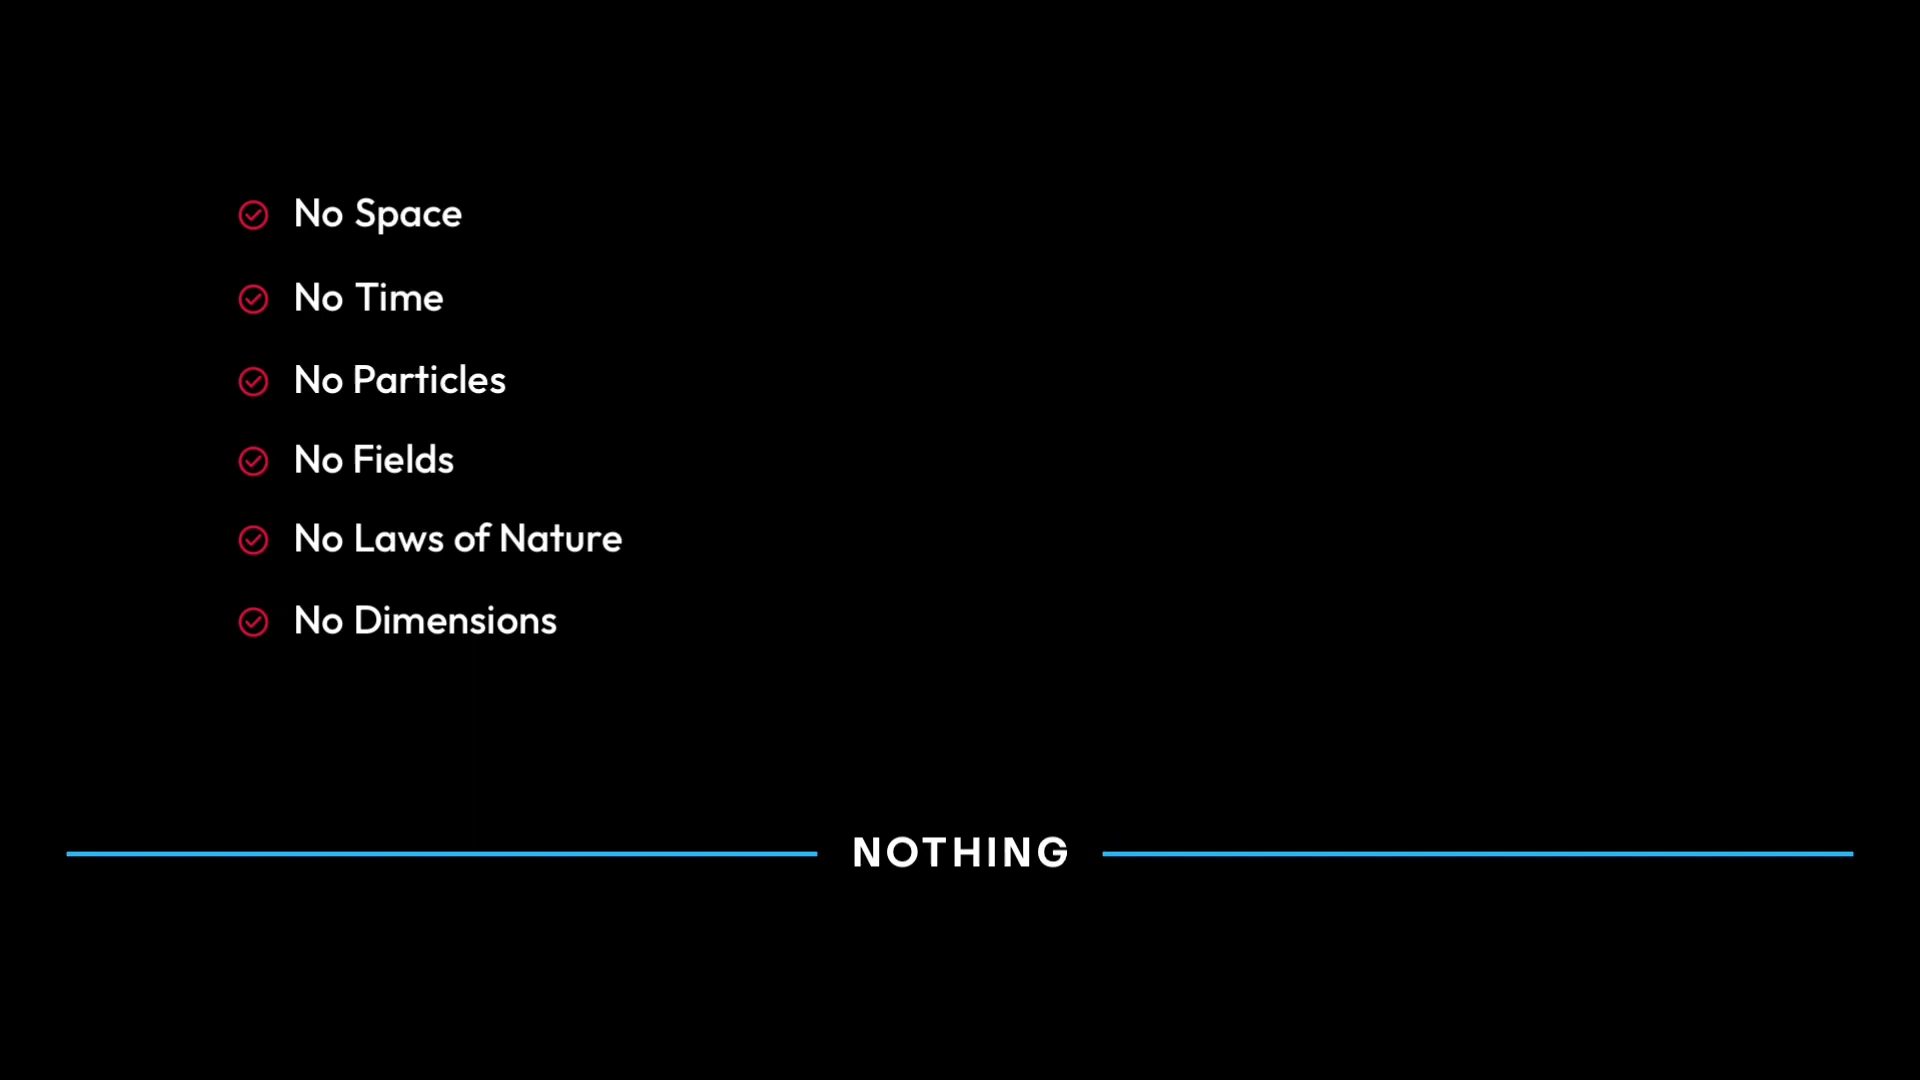 No Space
No Time
No Particles
No Fields
No Laws of Nature
No Dimensions
NOTHING